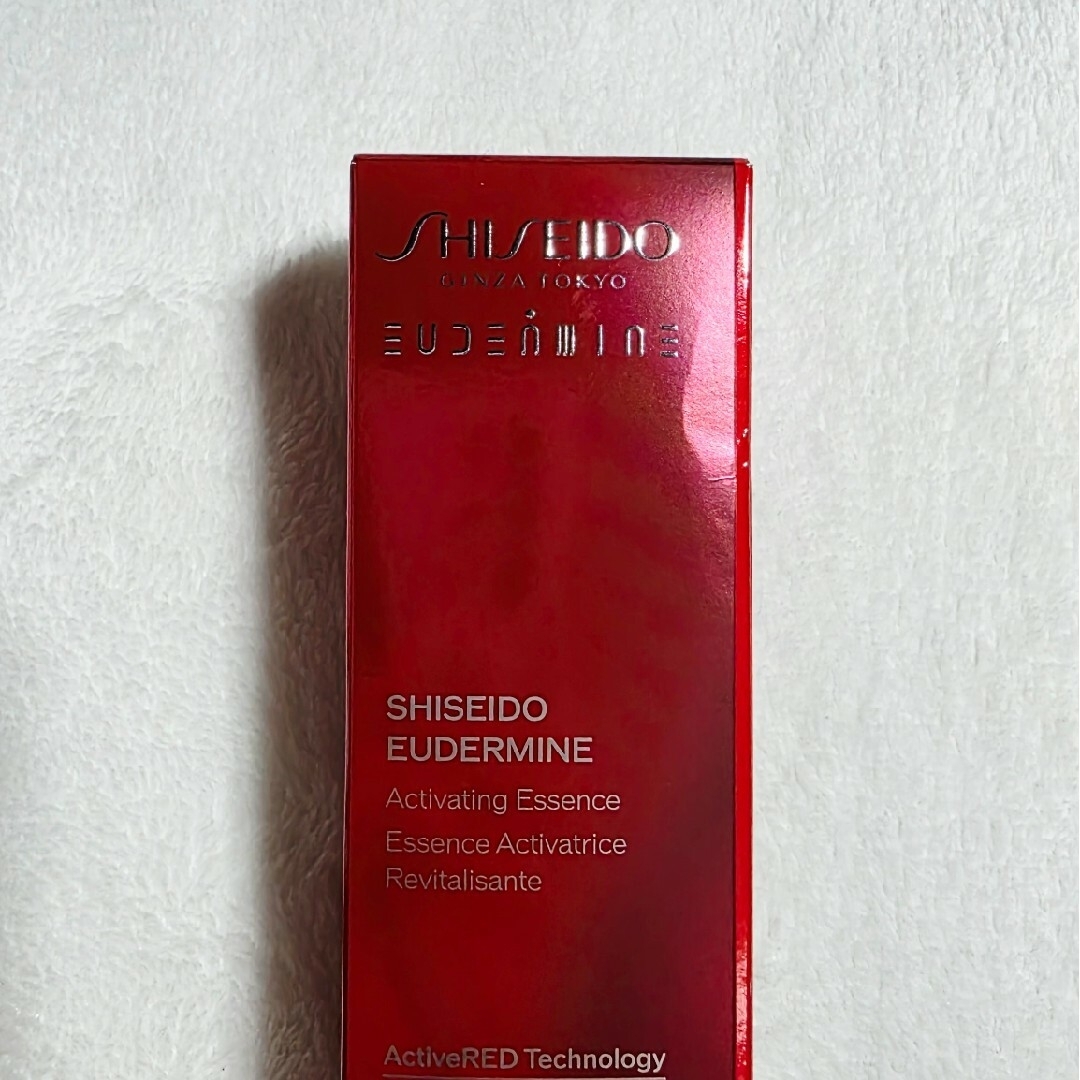 SHISEIDO
GINZA TOKYO
EUDERMINE
SHISEIDO
EUDERMINE
Activating Essence
Essence Activatrice
Revitalisante
ActiveRED Technology